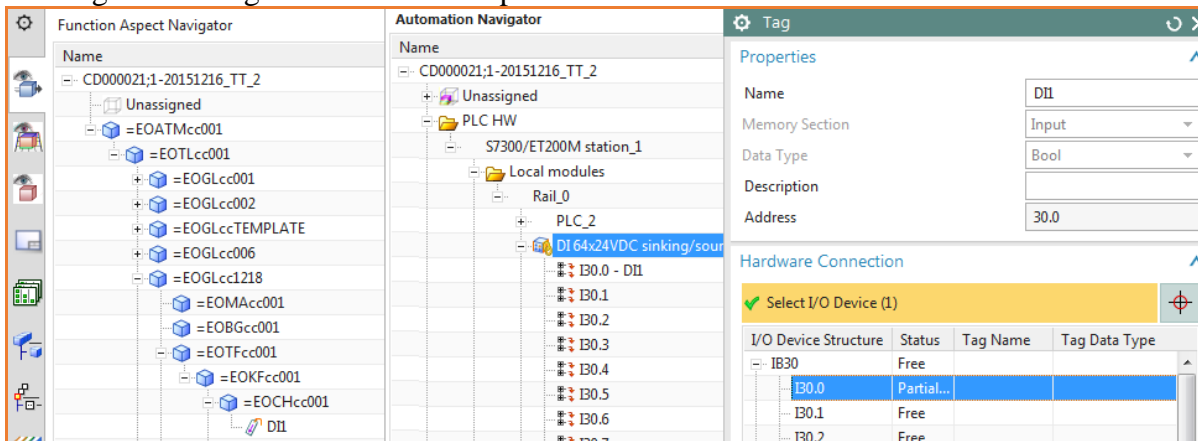 Function Aspect Navigator
Name
CD000021;1-20151216_TT_2
Unassigned
=EOATMcc001
=EOTLcc001
=EOGLcc001
=EOGLcc002
=EOGLccTEMPLATE
=EOGLcc006
=EOGLcc1218
=EOMAcc001
=EOBGcc001
=EOTFcc001
=EOKFcc001
=EOCHcc001
DI1
Automation Navigator
Name
CD000021;1-20151216_TT_2
Unassigned
PLC HW
S7300/ET200M station_1
Local modules
Rail_0
PLC_2
DI 64x24VDC sinking/sour
I30.0 - DI1
I30.1
I30.2
I30.3
I30.4
I30.5
I30.6
Tag
Properties
Name DI1
Memory Section Input
Data Type Bool
Description
Address 30.0
Hardware Connection
Select I/O Device (1)
I/O Device Structure Status Tag Name Tag Data Type
IB30 Free
I30.0 Partial...
I30.1 Free
I30.2 Free